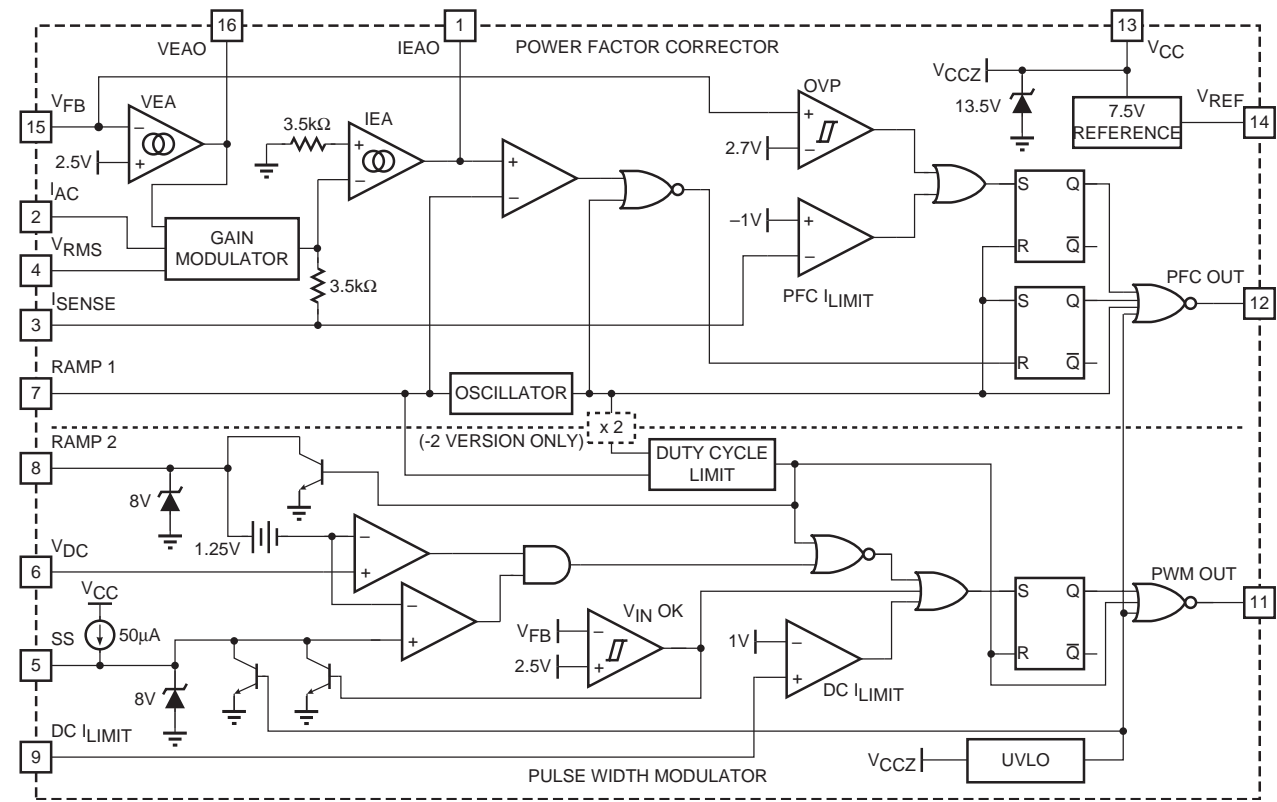 16
1
13
VEAO
IEAO
POWER FACTOR CORRECTOR
VCC
VFB
VEA
OVP
VCCZ
13.5V
7.5V
REFERENCE
VREF
15
14
2.5V
−
+
3.5kΩ
IEA
+
−
+
−
+
−
2.7V
IAC
2
VRMS
4
GAIN
MODULATOR
3.5kΩ
−1V
+
−
PFC ILIMIT
S
Q
R
Q
ISENSE
3
S
Q
R
Q
PFC OUT
12
RAMP 1
7
OSCILLATOR
x 2
(-2 VERSION ONLY)
RAMP 2
8
DUTY CYCLE
LIMIT
8V
1.25V
−
+
VDC
6
VCC
50µA
−
+
SS
5
8V
VIN OK
VFB
−
2.5V
+
1V
−
+
DC ILIMIT
S
Q
R
Q
PWM OUT
11
DC ILIMIT
9
VCCZ
UVLO
PULSE WIDTH MODULATOR